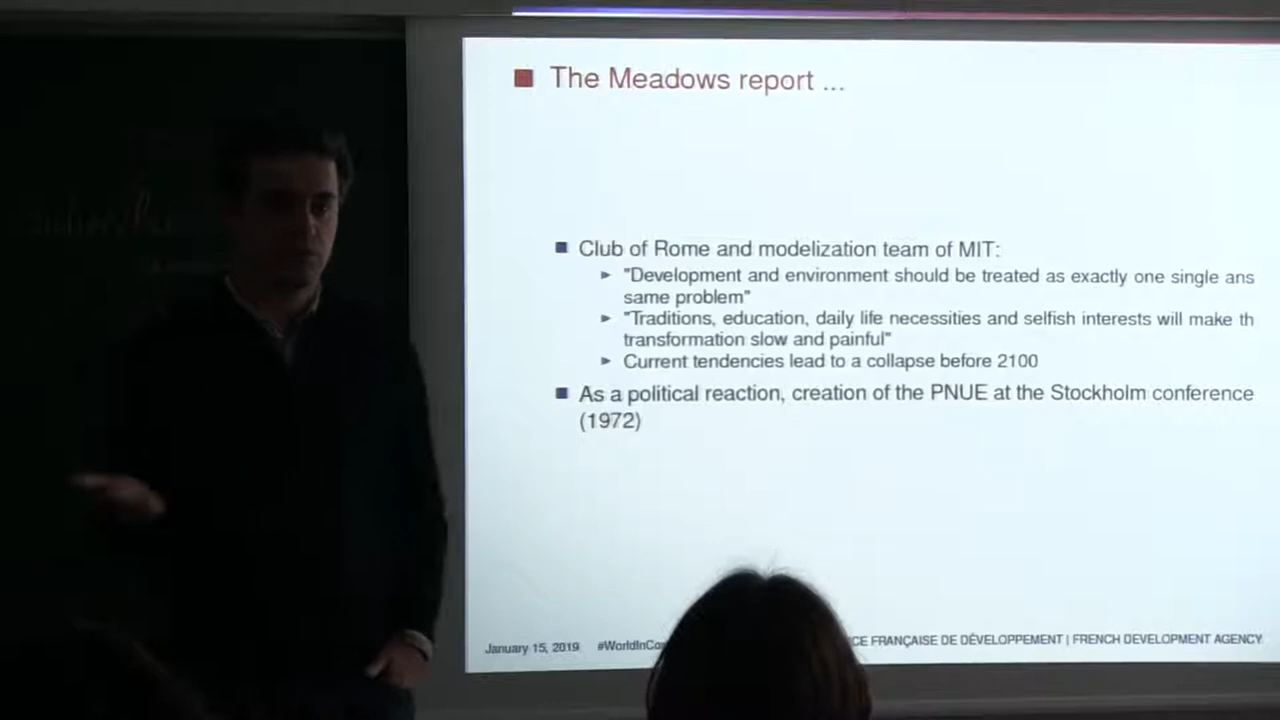 The Meadows report ...
Club of Rome and modelization team of MIT:
"Development and environment should be treated as exactly one single ans
same problem"
"Traditions, education, daily life necessities and selfish interests will make th
transformation slow and painful"
Current tendencies lead to a collapse before 2100
As a political reaction, creation of the PNUE at the Stockholm conference
(1972)
January 15, 2019 #WorldInCo CE FRANÇAISE DE DÉVELOPPEMENT | FRENCH DEVELOPMENT AGENCY